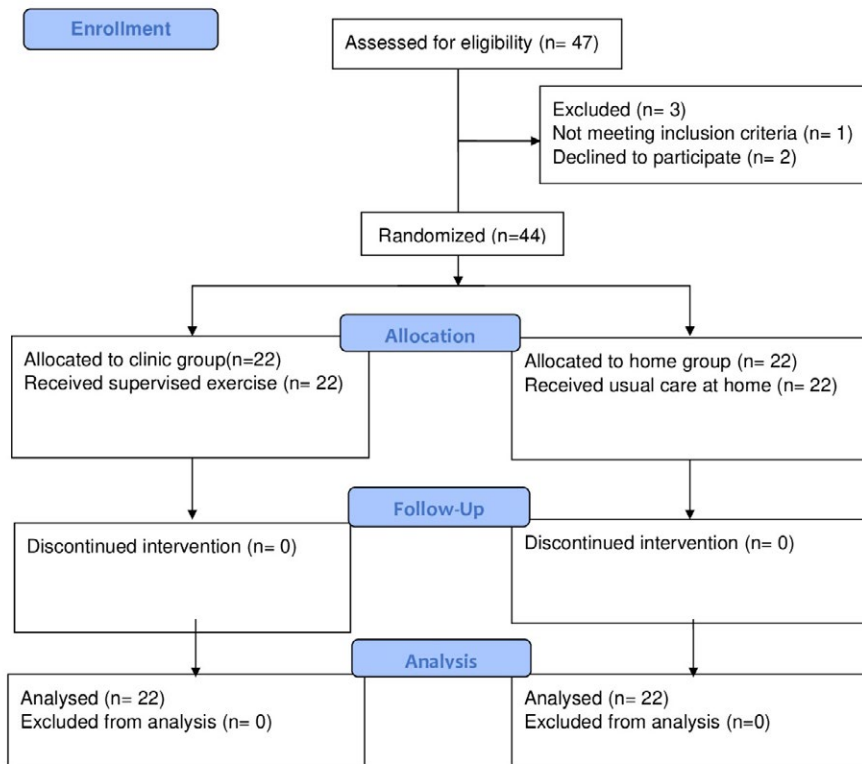 Enrollment
Assessed for eligibility (n= 47)
Excluded (n= 3)
Not meeting inclusion criteria (n= 1)
Declined to participate (n= 2)
Randomized (n=44)
Allocation
Allocated to clinic group(n=22)
Received supervised exercise (n= 22)
Allocated to home group (n= 22)
Received usual care at home (n= 22)
Follow-Up
Discontinued intervention (n= 0)
Discontinued intervention (n= 0)
Analysis
Analysed (n= 22)
Excluded from analysis (n= 0)
Analysed (n= 22)
Excluded from analysis (n=0)